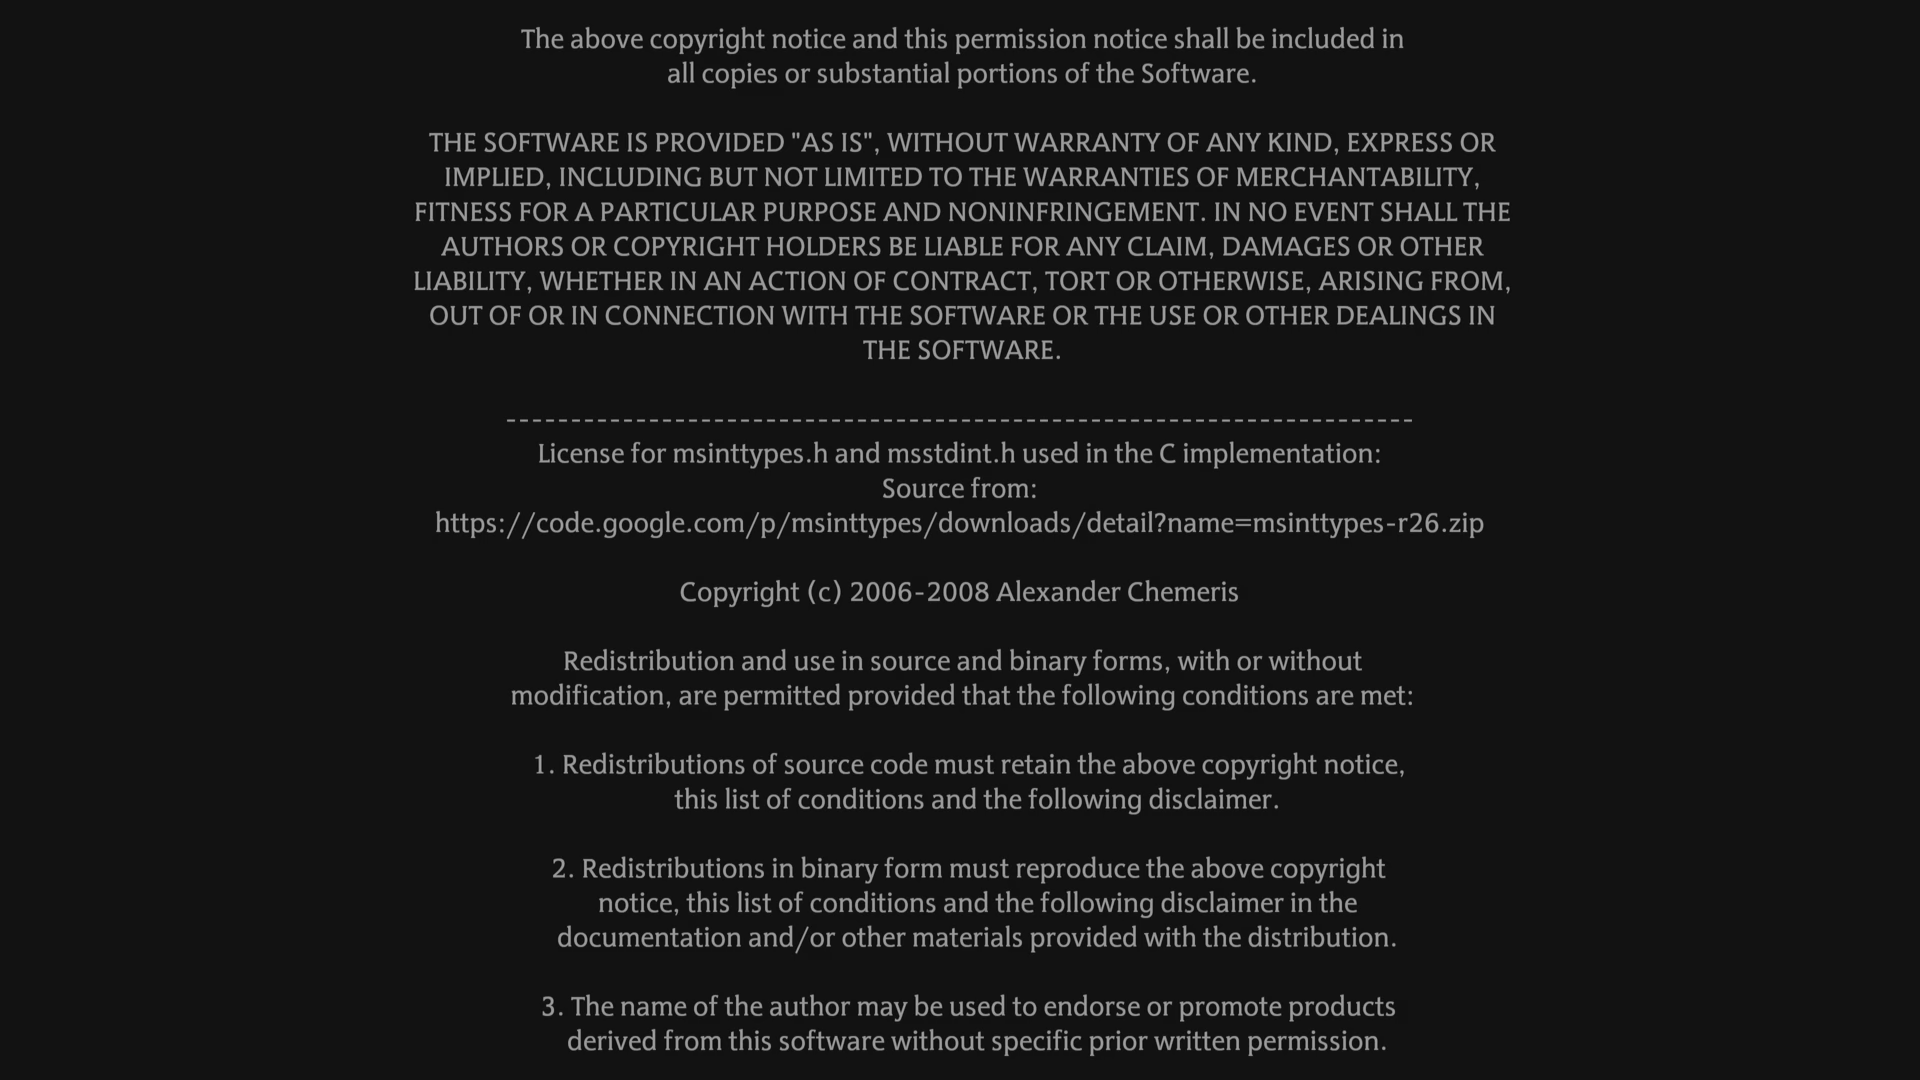 The above copyright notice and this permission notice shall be included in
all copies or substantial portions of the Software.
THE SOFTWARE IS PROVIDED "AS IS", WITHOUT WARRANTY OF ANY KIND, EXPRESS OR
IMPLIED, INCLUDING BUT NOT LIMITED TO THE WARRANTIES OF MERCHANTABILITY,
FITNESS FOR A PARTICULAR PURPOSE AND NONINFRINGEMENT. IN NO EVENT SHALL THE
AUTHORS OR COPYRIGHT HOLDERS BE LIABLE FOR ANY CLAIM, DAMAGES OR OTHER
LIABILITY, WHETHER IN AN ACTION OF CONTRACT, TORT OR OTHERWISE, ARISING FROM,
OUT OF OR IN CONNECTION WITH THE SOFTWARE OR THE USE OR OTHER DEALINGS IN
THE SOFTWARE.
----------------------------------------------------------------------
License for msinttypes.h and msstdint.h used in the C implementation:
Source from:
https://code.google.com/p/msinttypes/downloads/detail?name=msinttypes-r26.zip
Copyright (c) 2006-2008 Alexander Chemeris
Redistribution and use in source and binary forms, with or without
modification, are permitted provided that the following conditions are met:
1. Redistributions of source code must retain the above copyright notice,
this list of conditions and the following disclaimer.
2. Redistributions in binary form must reproduce the above copyright
notice, this list of conditions and the following disclaimer in the
documentation and/or other materials provided with the distribution.
3. The name of the author may be used to endorse or promote products
derived from this software without specific prior written permission.